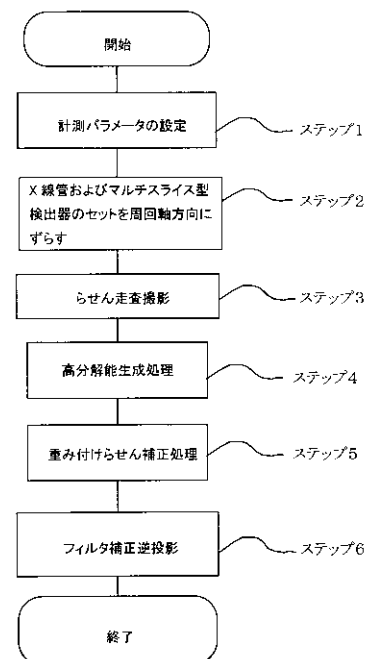 開始
計測パラメータの設定
ステップ1
X 線管およびマルチスライス型
検出器のセットを周回軸方向に
ずらす
ステップ2
らせん走査撮影
ステップ3
高分解能生成処理
ステップ4
重み付けらせん補正処理
ステップ5
フィルタ補正逆投影
ステップ6
終了